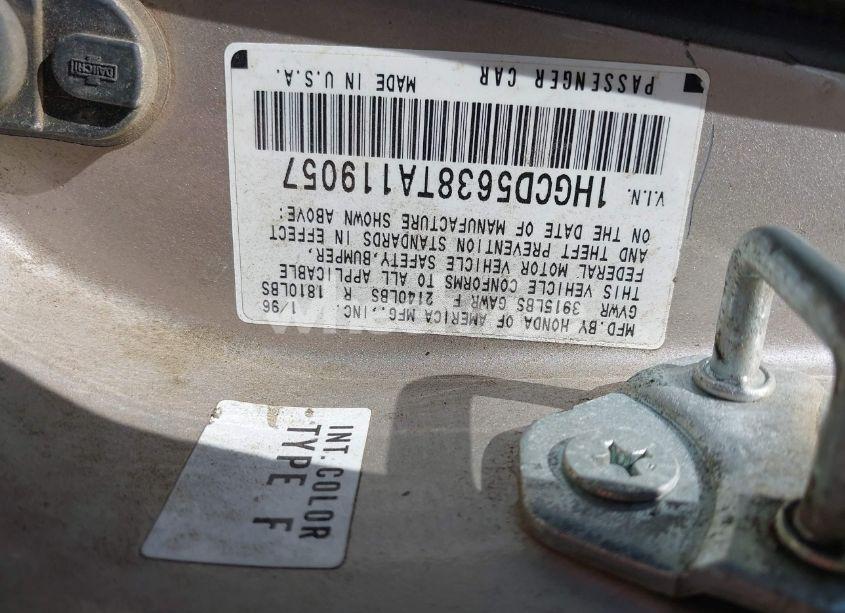 MFD. BY HONDA OF AMERICA MFG., INC. 1/96
GVWR 3915LBS GAWR F 2140LBS R 1810LBS
THIS VEHICLE CONFORMS TO ALL APPLICABLE
FEDERAL MOTOR VEHICLE SAFETY, BUMPER,
AND THEFT PREVENTION STANDARDS IN EFFECT
ON THE DATE OF MANUFACTURE SHOWN ABOVE:
V.I.N. 1HGCD5638TA119057
PASSENGER CAR MADE IN U.S.A.
INT.COLOR
TYPE F
DAIICHI